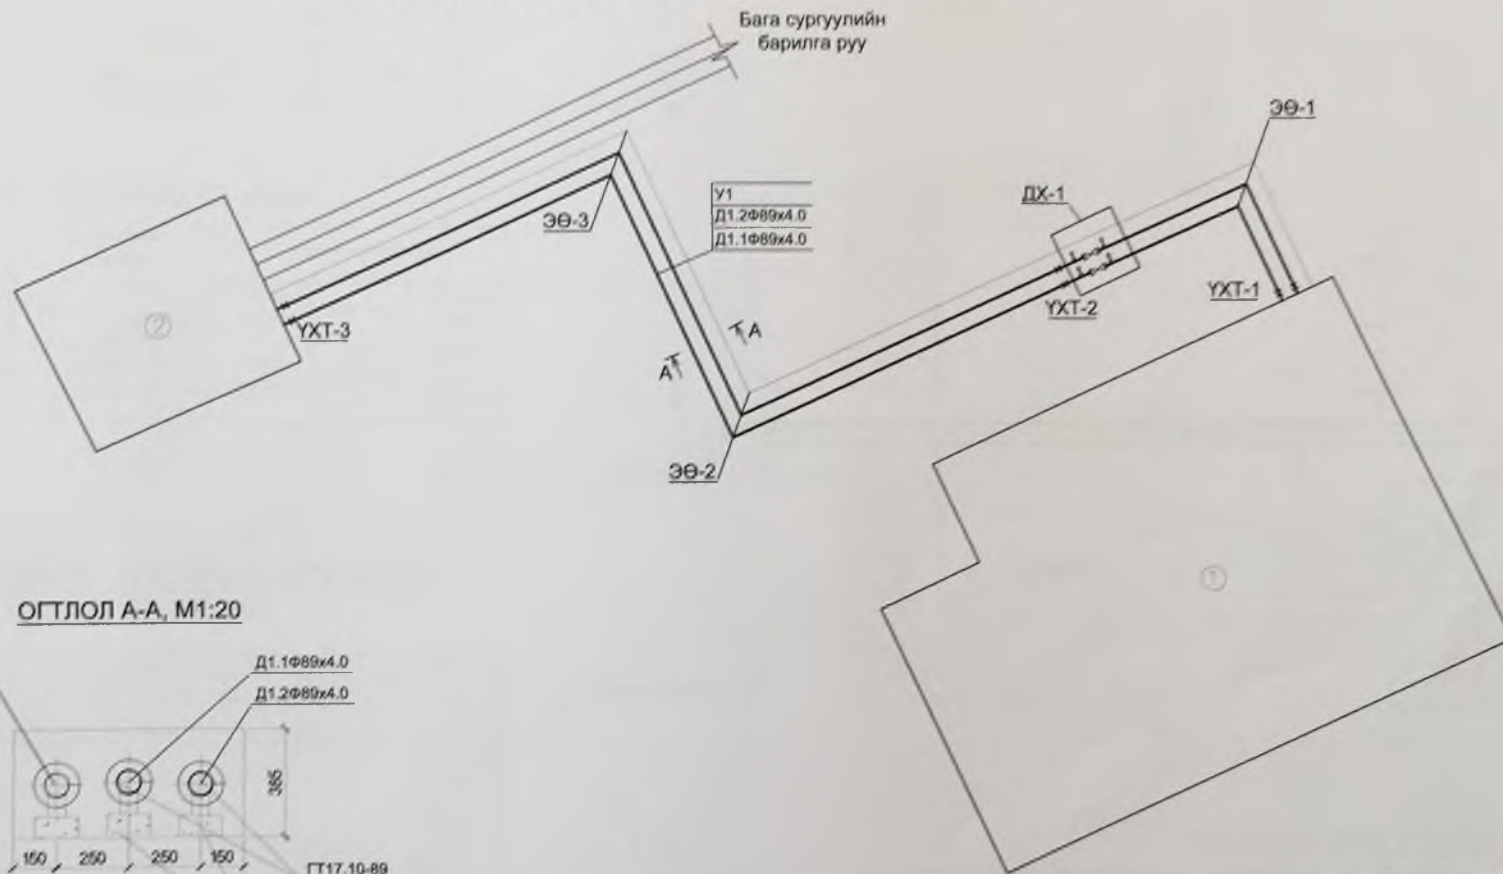 Бага сургуулийн
барилга руу
ЭӨ-1
ДХ-1
У1
Д1.2Ф89х4.0
Д1.1Ф89х4.0
ЭӨ-3
ҮХТ-1
ҮХТ-2
ҮХТ-3
②
А
А
ЭӨ-2
①
ОГТЛОЛ А-А, М1:20
Д1.1Ф89х4.0
Д1.2Ф89х4.0
365
150 250 250 150
ГТ17.10-89